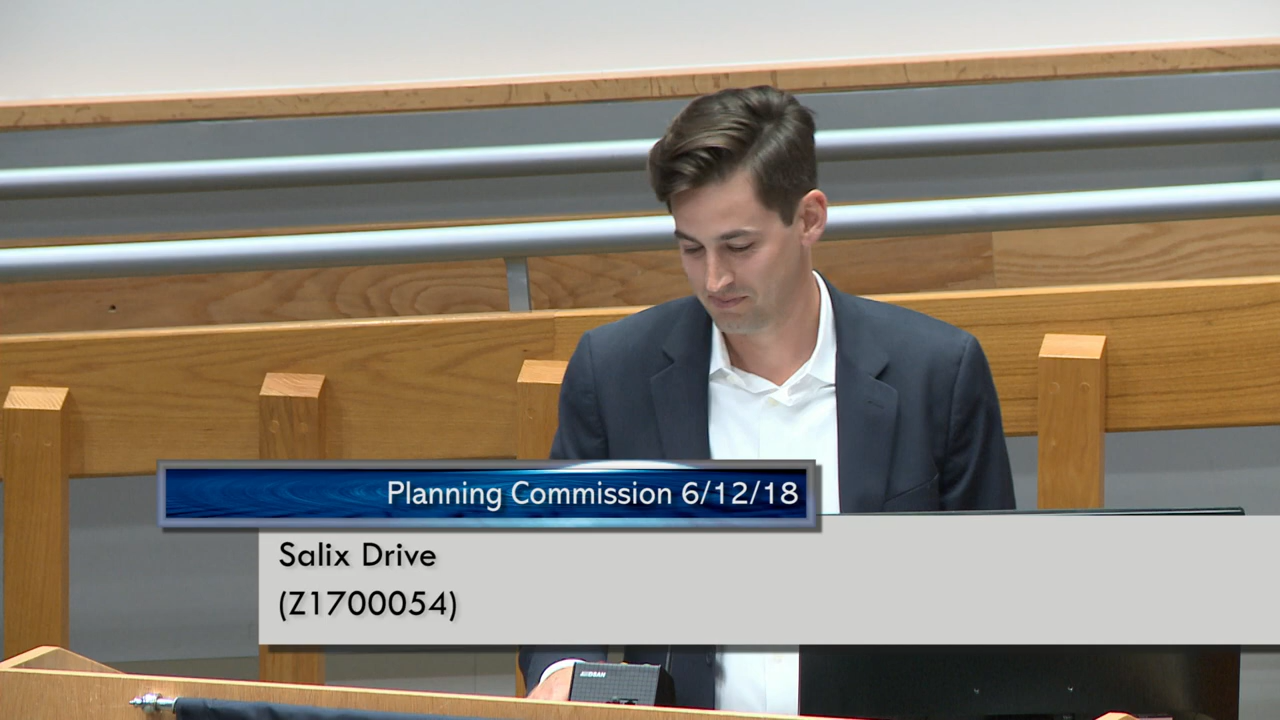 Planning Commission 6/12/18
Salix Drive
(Z1700054)